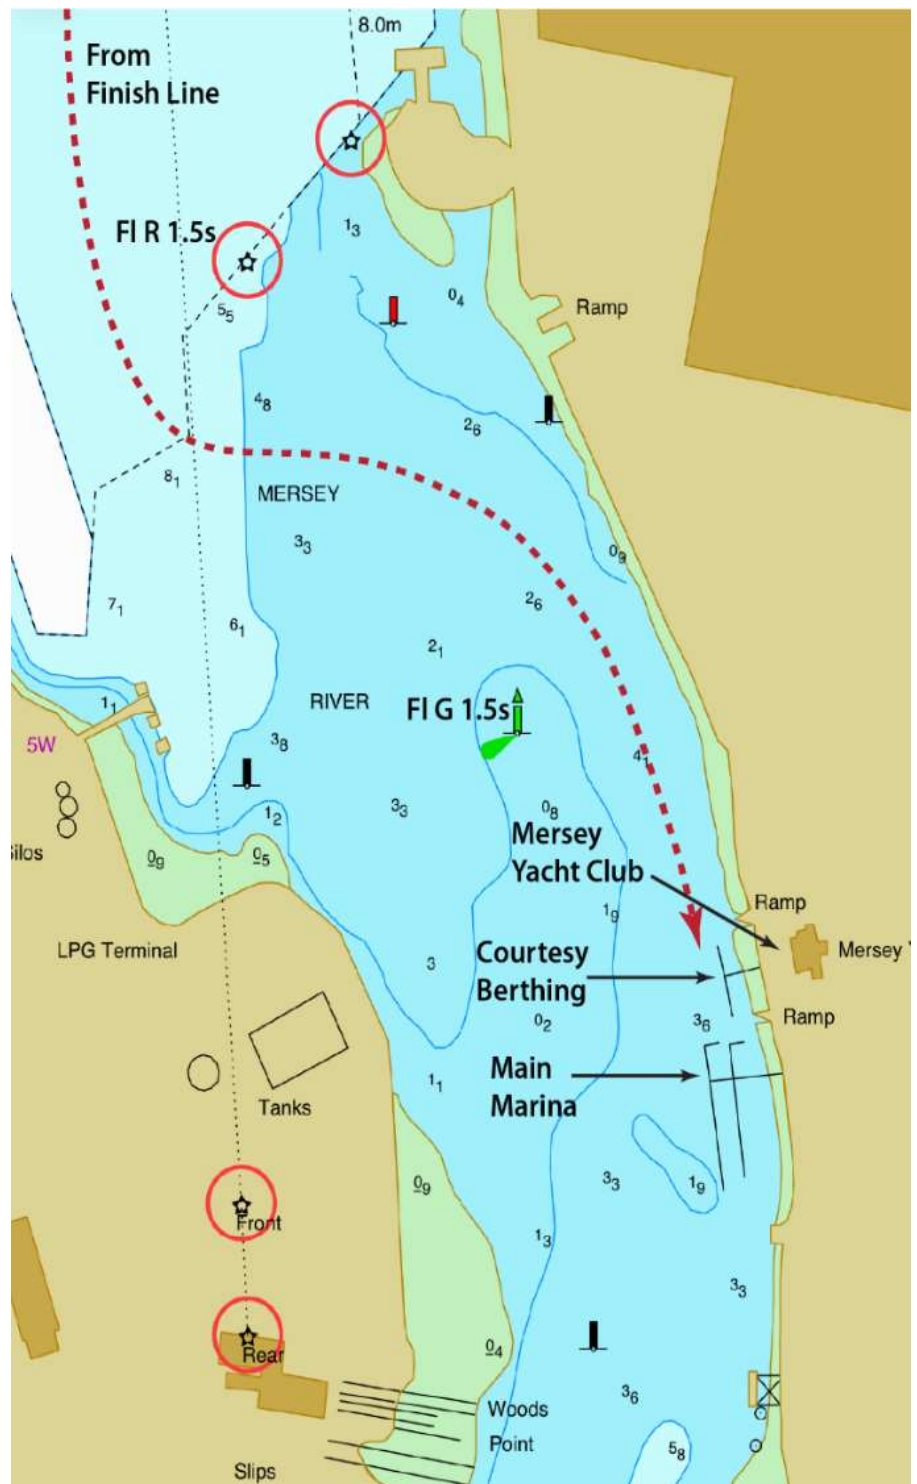 8.0m
From
Finish Line
1₃
Fl R 1.5s
0₄
5₅
Ramp
4₈
2₆
8₁
MERSEY
3₃
0₉
7₁
2₆
6₁
2₁
RIVER
1₁
Fl G 1.5s
5W
3₈
4₁
3₃
0₈
1₂
Mersey
Yacht Club
ilos
0₉
0₅
Ramp
1₉
LPG Terminal
Mersey Y
3
Courtesy
Berthing
0₂
3₆
Ramp
1₁
Main
Marina
Tanks
0₉
3₃
1₉
Front
1₃
3₃
Rear
0₄
3₆
Woods
Point
5₈
Slips